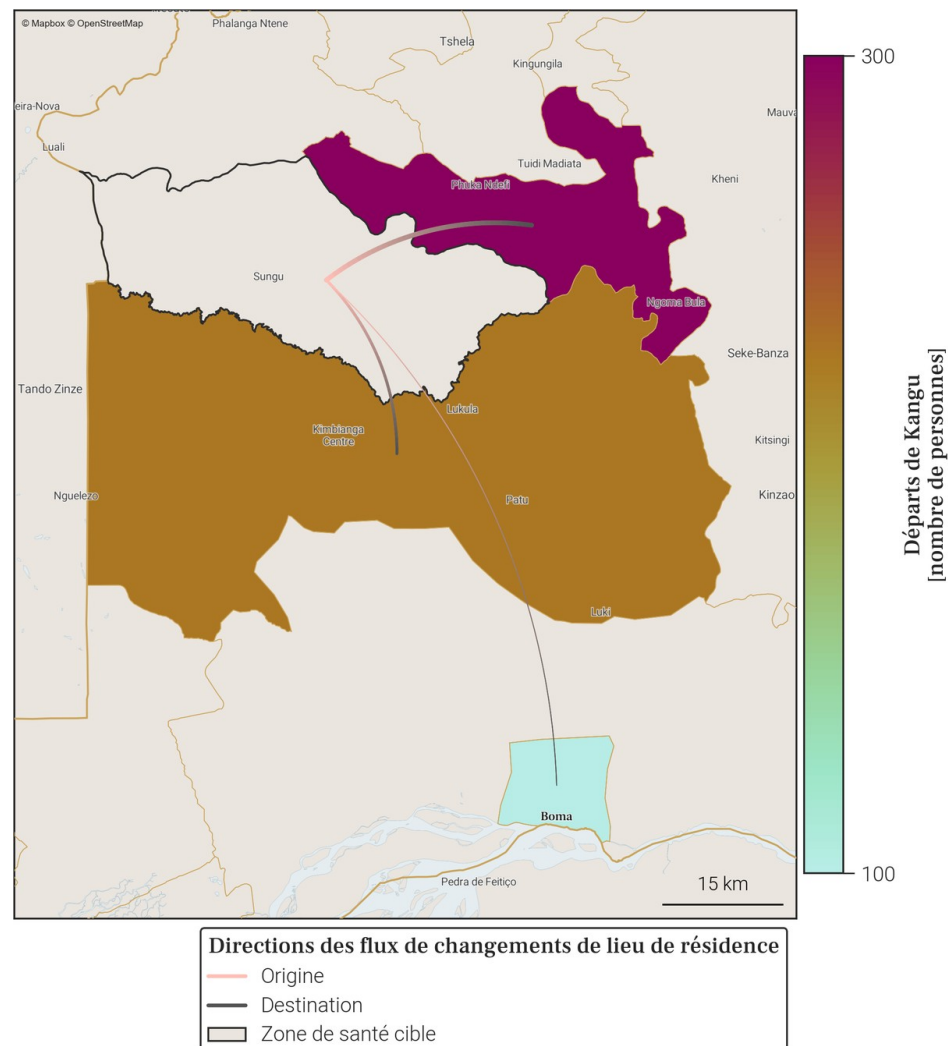 © Mapbox © OpenStreetMap
Phalanga Ntene
Tshela
Kingungila
eira-Nova
Mauva
Luali
Tuidi Madiata
Kheni
Phuka Ndefi
Sungu
Ngoma Bula
Seke-Banza
Tando Zinze
Lukula
Kimbianga
Centre
Kitsingi
Nguelezo
Patu
Kinzao
Luki
Boma
Pedra de Feitiço
15 km
300
100
Départs de Kangu
[nombre de personnes]
Directions des flux de changements de lieu de résidence
Origine
Destination
Zone de santé cible